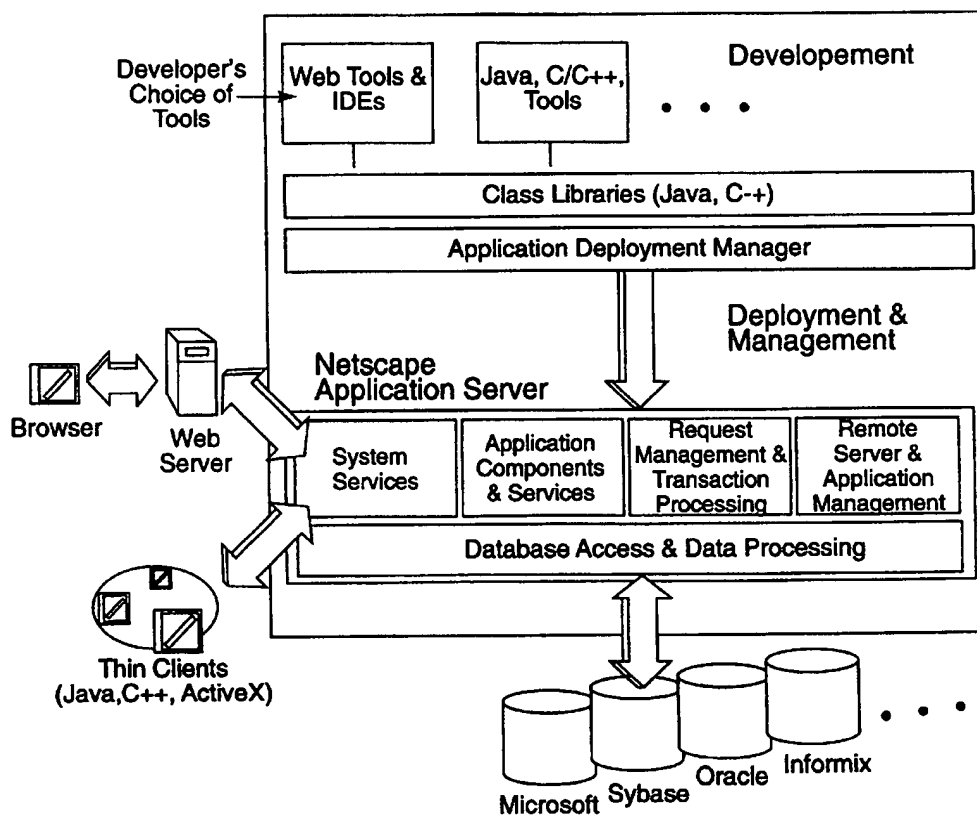 Developement
Developer's
Choice of
Tools
Web Tools &
IDEs
Java, C/C++,
Tools
Class Libraries (Java, C-+)
Application Deployment Manager
Deployment &
Management
Netscape
Application Server
Browser
Web
Server
System
Services
Application
Components
& Services
Request
Management &
Transaction
Processing
Remote
Server &
Application
Management
Database Access & Data Processing
Thin Clients
(Java,C++, ActiveX)
Microsoft
Sybase
Oracle
Informix